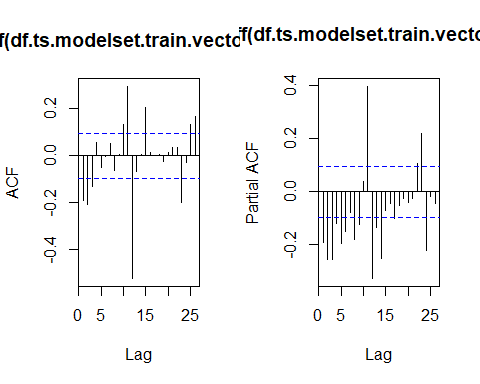 f(df.ts.modelset.train.vecto
ACF
0.2
0.0
-0.2
-0.4
0 5 15 25
Lag
f(df.ts.modelset.train.vecto
Partial ACF
0.4
0.2
0.0
-0.2
0 5 15 25
Lag